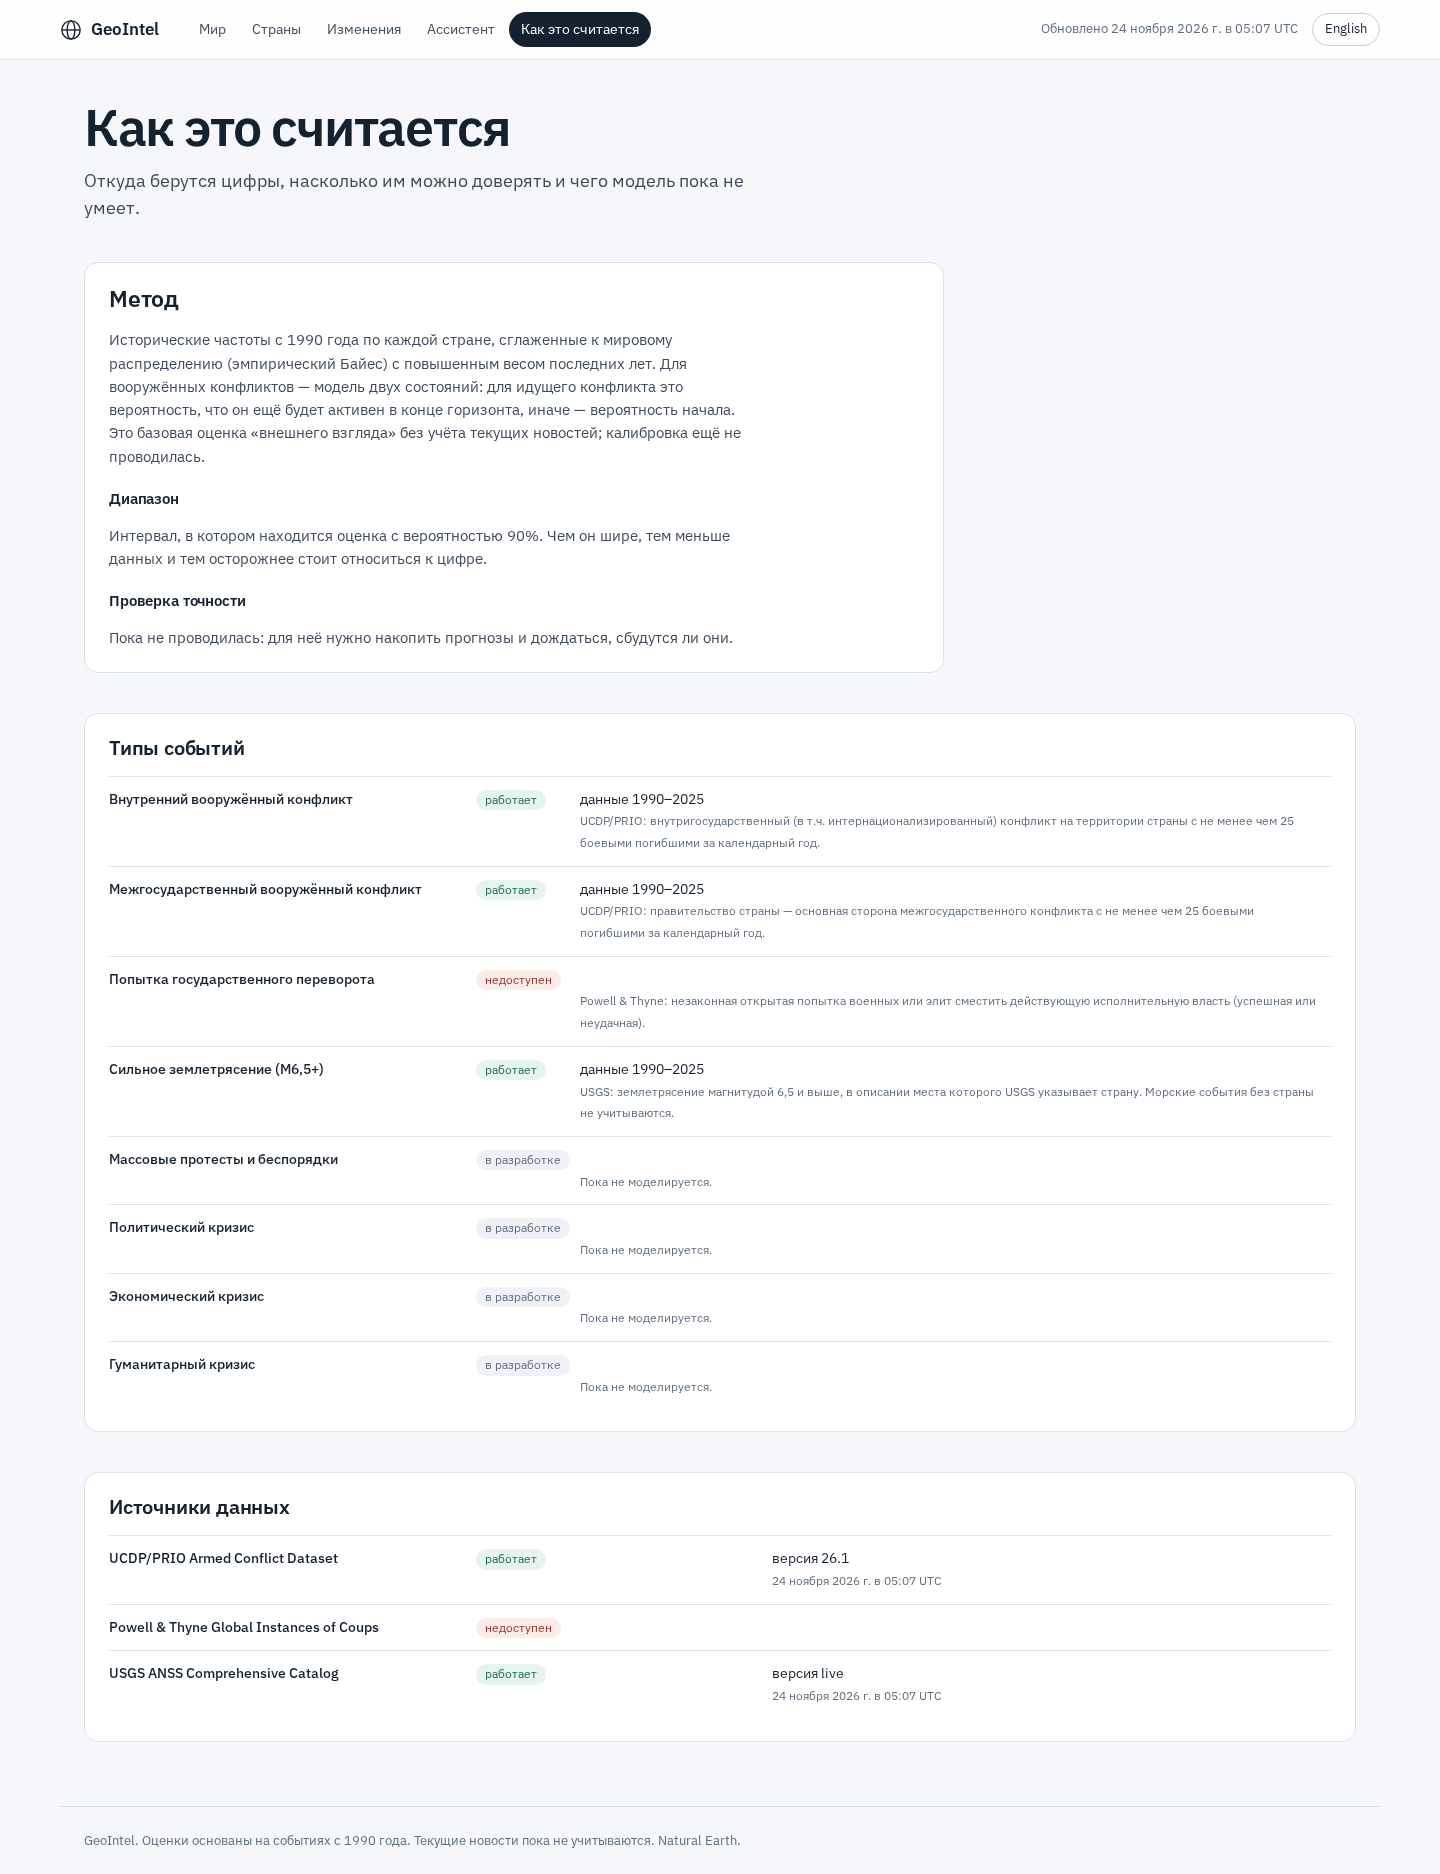 GeoIntel
Мир
Страны
Изменения
Ассистент
Как это считается
Обновлено 24 ноября 2026 г. в 05:07 UTC
English
Как это считается
Откуда берутся цифры, насколько им можно доверять и чего модель пока не
умеет.
Метод
Исторические частоты с 1990 года по каждой стране, сглаженные к мировому
распределению (эмпирический Байес) с повышенным весом последних лет. Для
вооружённых конфликтов — модель двух состояний: для идущего конфликта это
вероятность, что он ещё будет активен в конце горизонта, иначе — вероятность начала.
Это базовая оценка «внешнего взгляда» без учёта текущих новостей; калибровка ещё не
проводилась.
Диапазон
Интервал, в котором находится оценка с вероятностью 90%. Чем он шире, тем меньше
данных и тем осторожнее стоит относиться к цифре.
Проверка точности
Пока не проводилась: для неё нужно накопить прогнозы и дождаться, сбудутся ли они.
Типы событий
Внутренний вооружённый конфликт
работает
данные 1990–2025
UCDP/PRIO: внутригосударственный (в т.ч. интернационализированный) конфликт на территории страны с не менее чем 25
боевыми погибшими за календарный год.
Межгосударственный вооружённый конфликт
работает
данные 1990–2025
UCDP/PRIO: правительство страны — основная сторона межгосударственного конфликта с не менее чем 25 боевыми
погибшими за календарный год.
Попытка государственного переворота
недоступен
Powell & Thyne: незаконная открытая попытка военных или элит сместить действующую исполнительную власть (успешная или
неудачная).
Сильное землетрясение (M6,5+)
работает
данные 1990–2025
USGS: землетрясение магнитудой 6,5 и выше, в описании места которого USGS указывает страну. Морские события без страны
не учитываются.
Массовые протесты и беспорядки
в разработке
Пока не моделируется.
Политический кризис
в разработке
Пока не моделируется.
Экономический кризис
в разработке
Пока не моделируется.
Гуманитарный кризис
в разработке
Пока не моделируется.
Источники данных
UCDP/PRIO Armed Conflict Dataset
работает
версия 26.1
24 ноября 2026 г. в 05:07 UTC
Powell & Thyne Global Instances of Coups
недоступен
USGS ANSS Comprehensive Catalog
работает
версия live
24 ноября 2026 г. в 05:07 UTC
GeoIntel. Оценки основаны на событиях с 1990 года. Текущие новости пока не учитываются. Natural Earth.